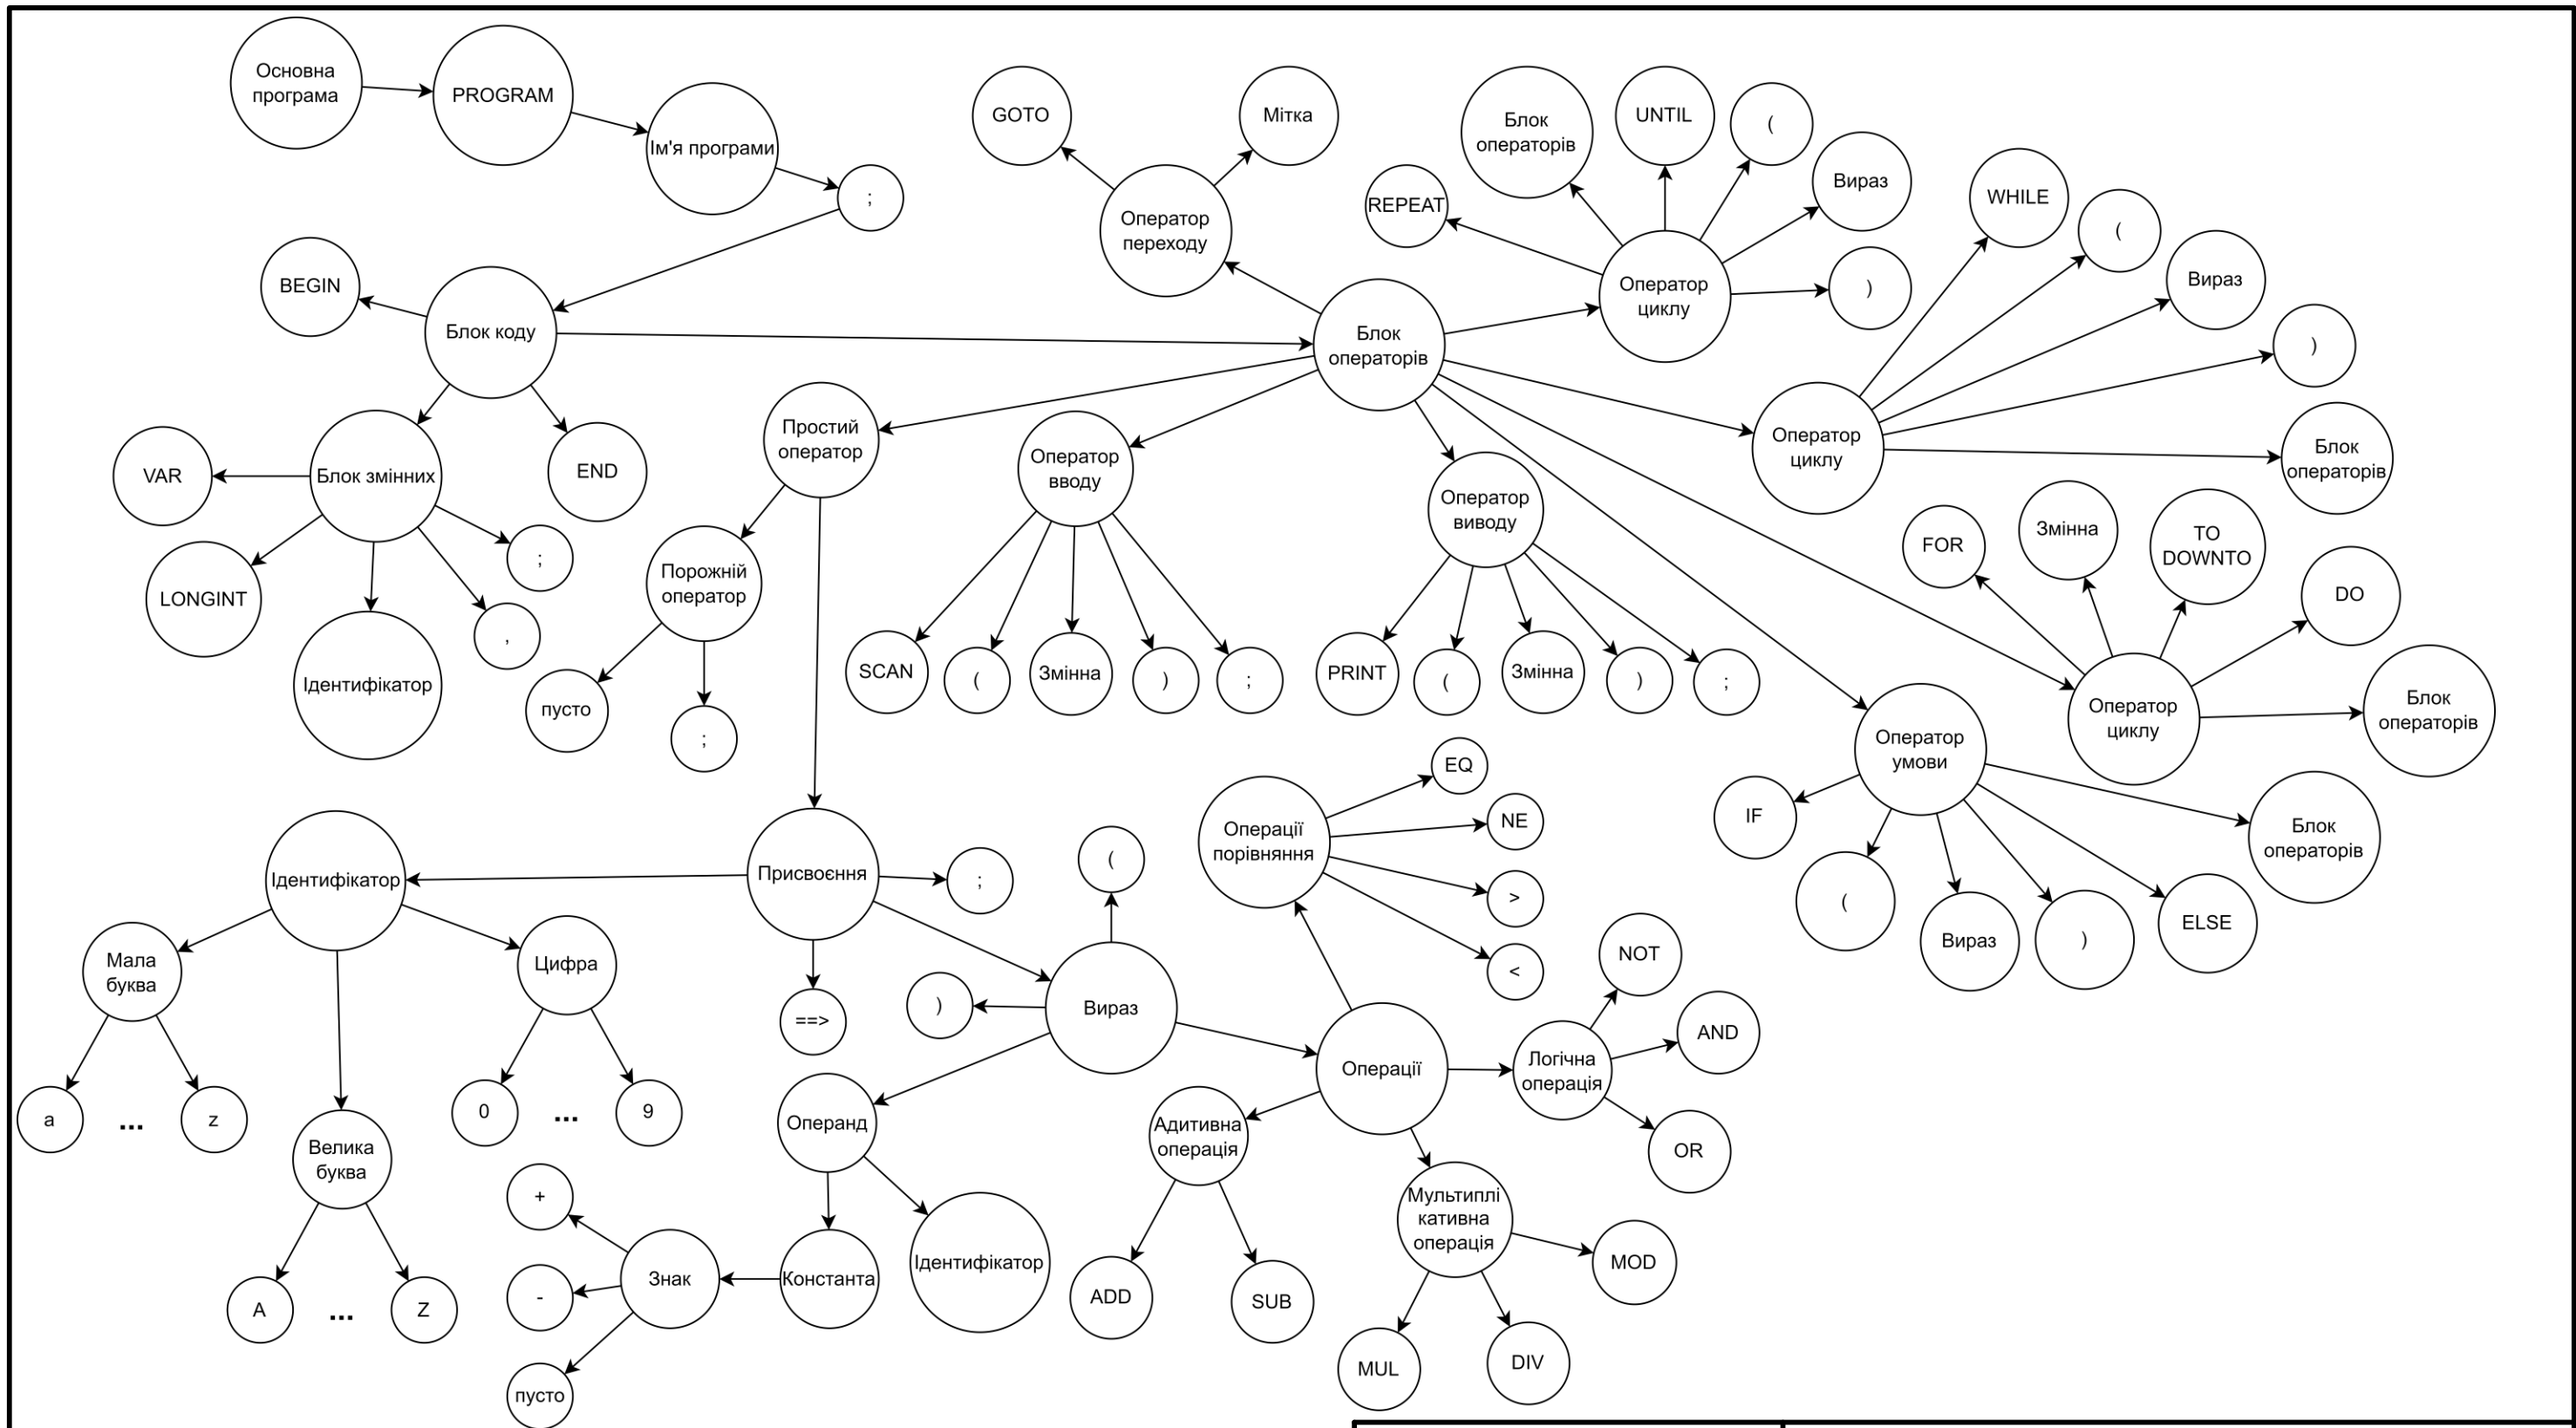 Основна
програма
PROGRAM
Ім'я програми
;
GOTO
Мітка
Оператор
переходу
Блок
операторів
UNTIL
(
Вираз
REPEAT
Оператор
циклу
)
WHILE
(
Вираз
)
Оператор
циклу
Блок
операторів
BEGIN
Блок коду
Блок
операторів
VAR
Блок змінних
END
LONGINT
Ідентифікатор
,
;
Простий
оператор
Порожній
оператор
пусто
;
Оператор
вводу
SCAN
(
Змінна
)
;
Оператор
виводу
PRINT
(
Змінна
)
;
FOR
Змінна
TO
DOWNTO
DO
Оператор
циклу
Блок
операторів
Оператор
умови
IF
(
Вираз
)
ELSE
Блок
операторів
Ідентифікатор
Присвоєння
;
==>
Мала
буква
a
...
z
Велика
буква
A
...
Z
Цифра
0
...
9
(
)
Вираз
Операції
порівняння
EQ
NE
>
<
Операції
Логічна
операція
NOT
AND
OR
Адитивна
операція
ADD
SUB
Мультиплі
кативна
операція
MOD
MUL
DIV
Операнд
Константа
Ідентифікатор
Знак
+
-
пусто